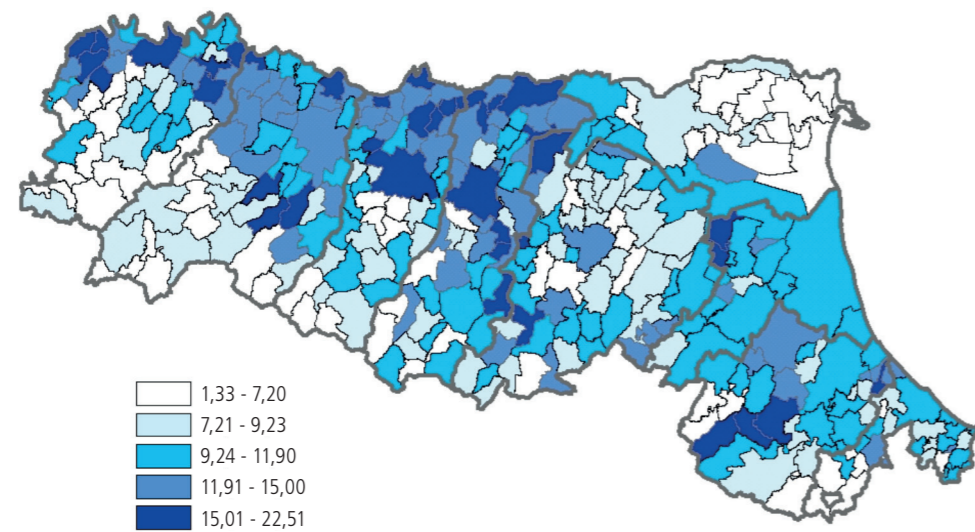 1,33 - 7,20
7,21 - 9,23
9,24 - 11,90
11,91 - 15,00
15,01 - 22,51